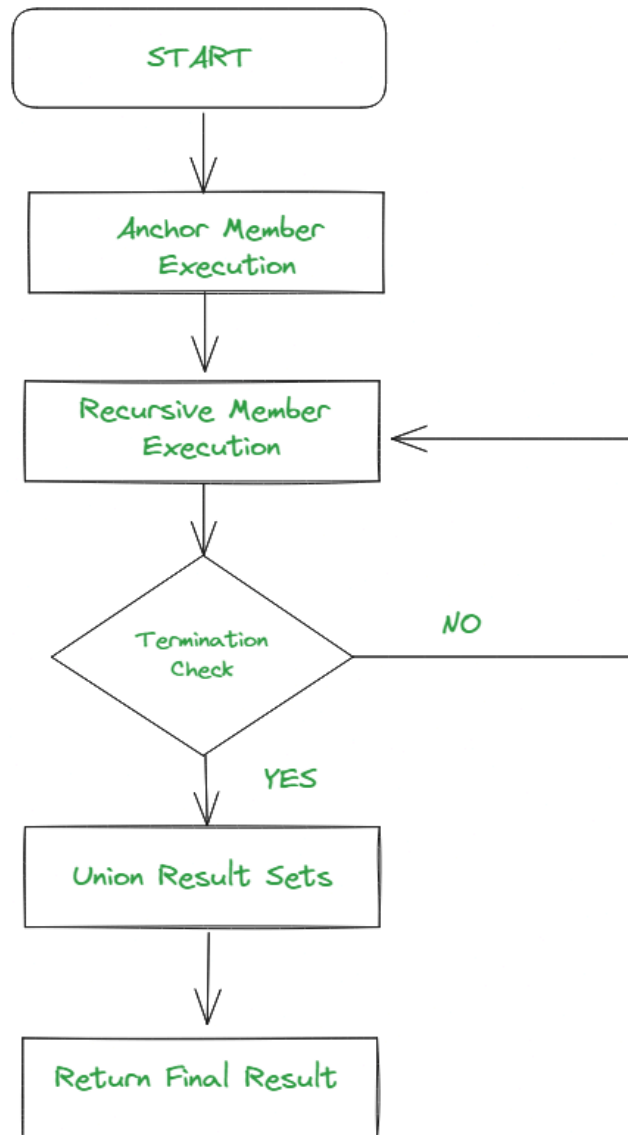 START
Anchor Member
Execution
Recursive Member
Execution
Termination
Check
NO
YES
Union Result Sets
Return Final Result